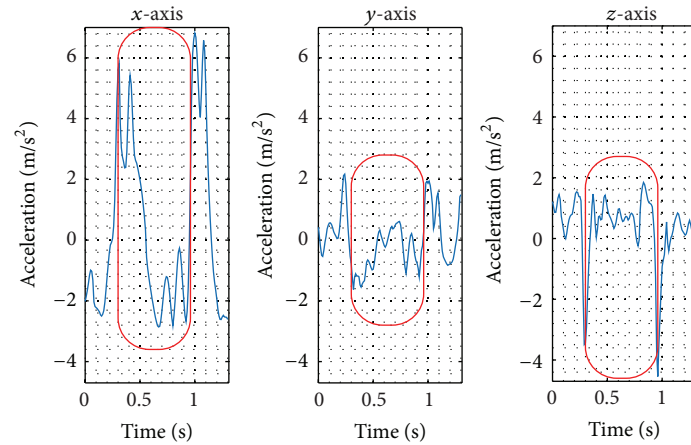 x-axis
6
4
2
0
−2
−4
Acceleration (m/s²)
0 0.5 1
Time (s)
y-axis
6
4
2
0
−2
−4
Acceleration (m/s²)
0 0.5 1
Time (s)
z-axis
6
4
2
0
−2
−4
Acceleration (m/s²)
0 0.5 1
Time (s)